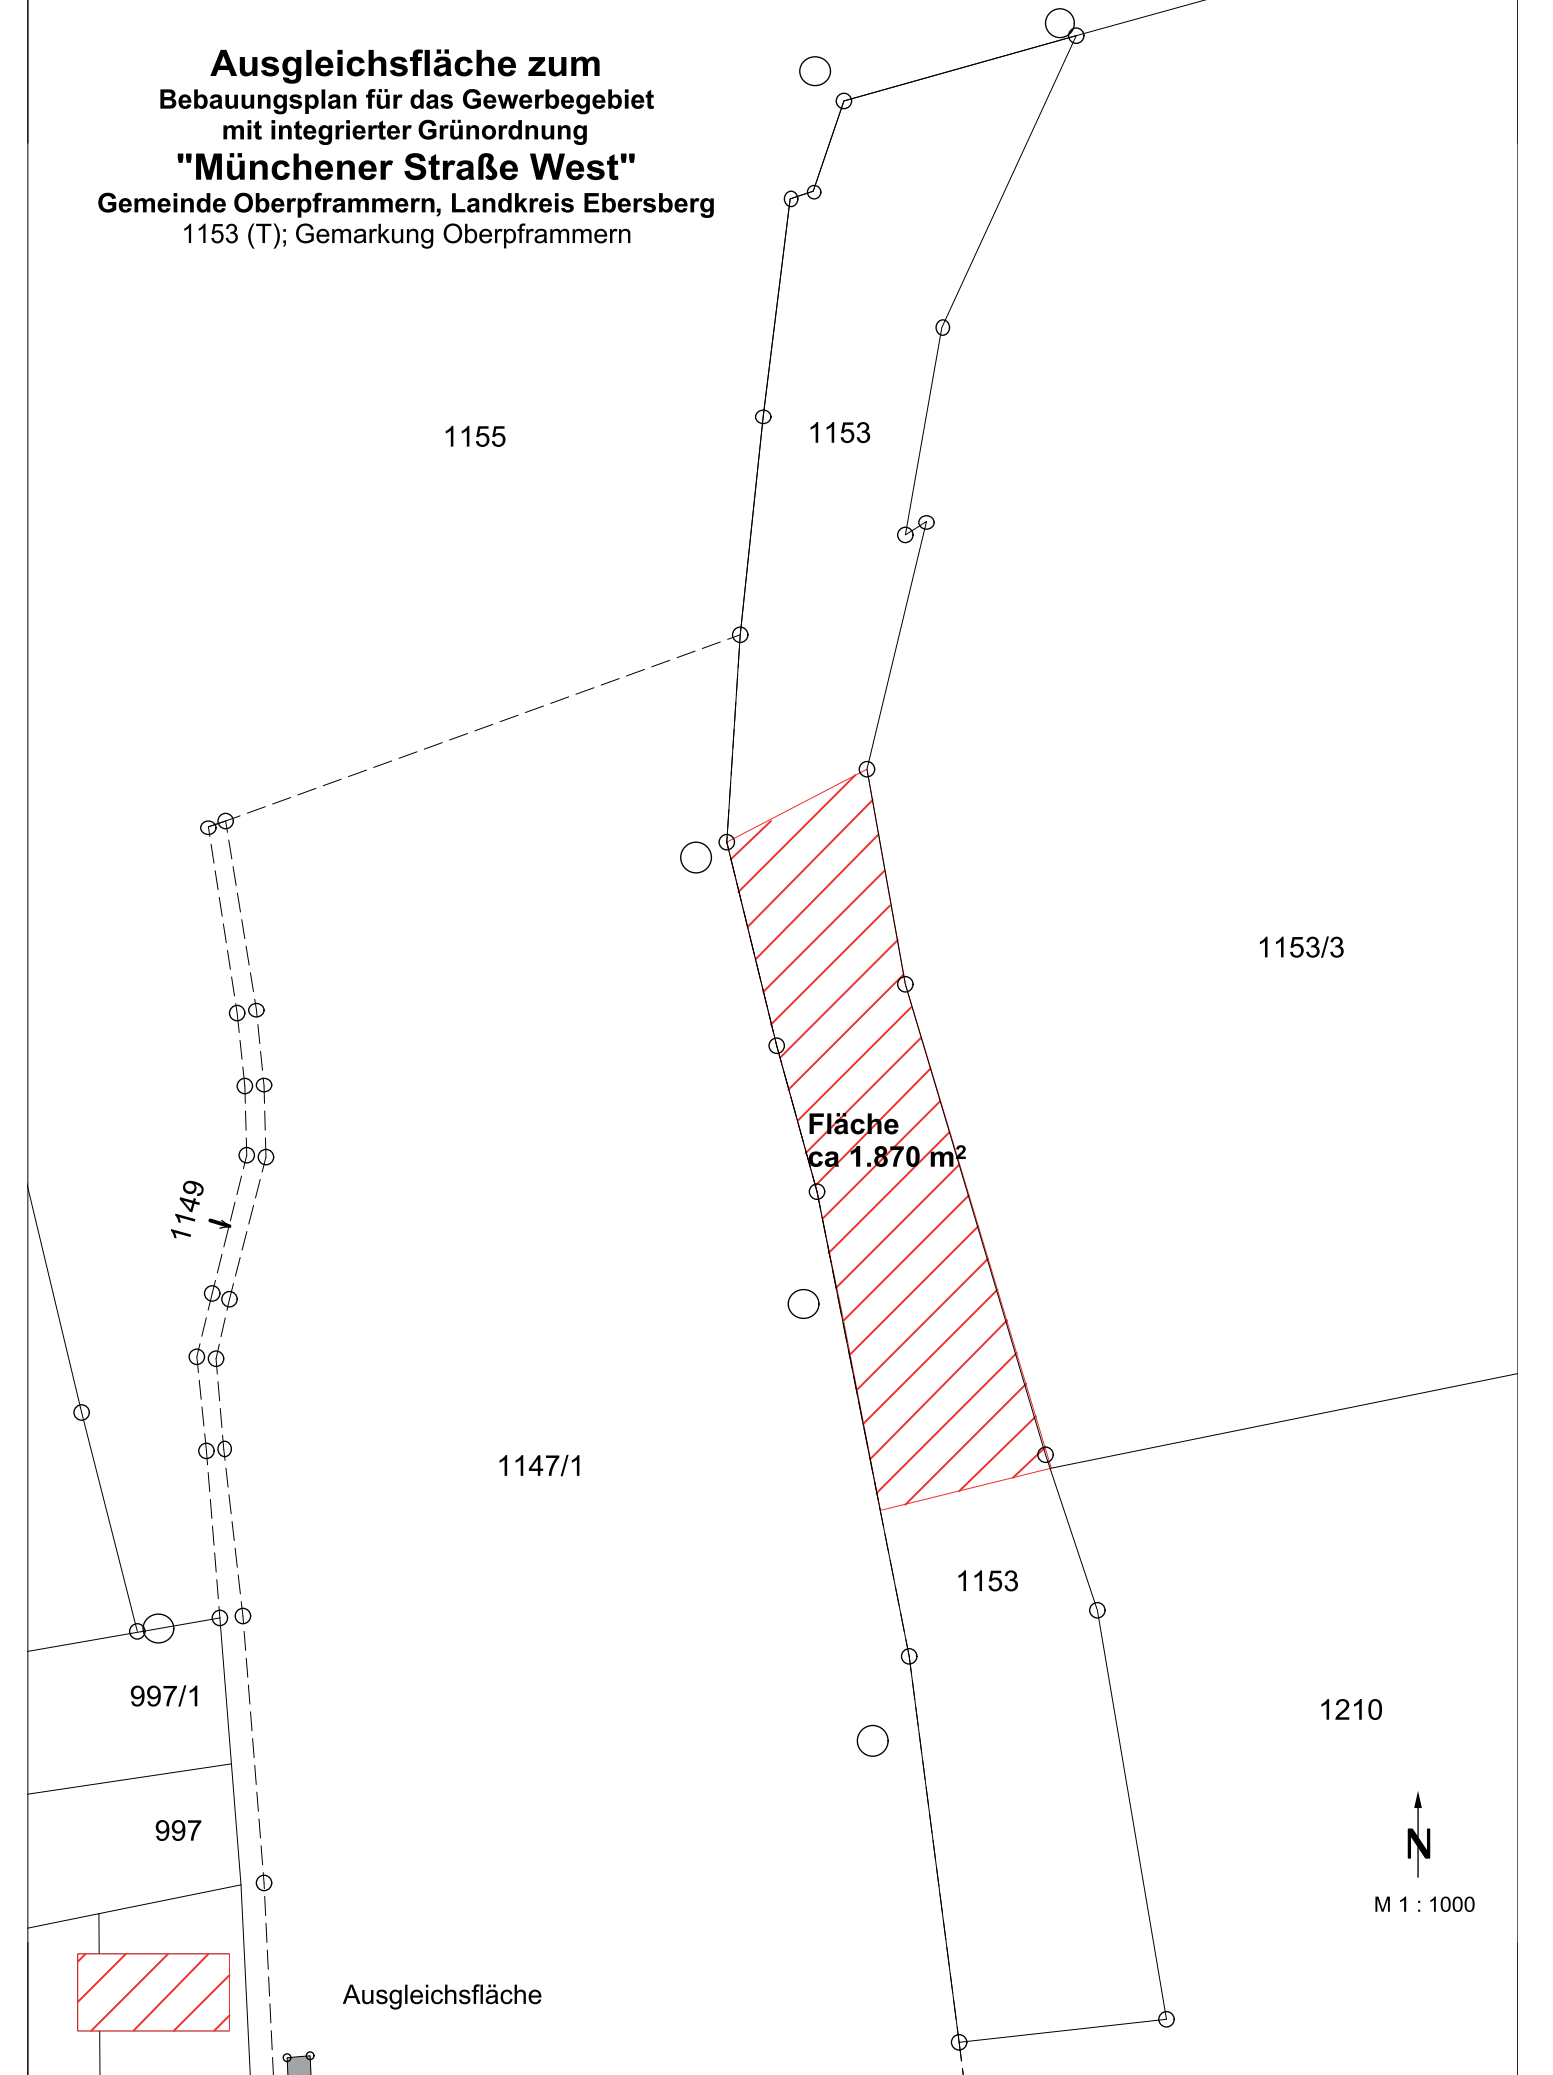 Ausgleichsfläche zum
Bebauungsplan für das Gewerbegebiet
mit integrierter Grünordnung
"Münchener Straße West"
Gemeinde Oberpframmern, Landkreis Ebersberg
1153 (T); Gemarkung Oberpframmern
1155
1153
1153/3
Fläche
ca 1.870 m²
1149
1147/1
1153
997/1
1210
997
N
M 1 : 1000
Ausgleichsfläche